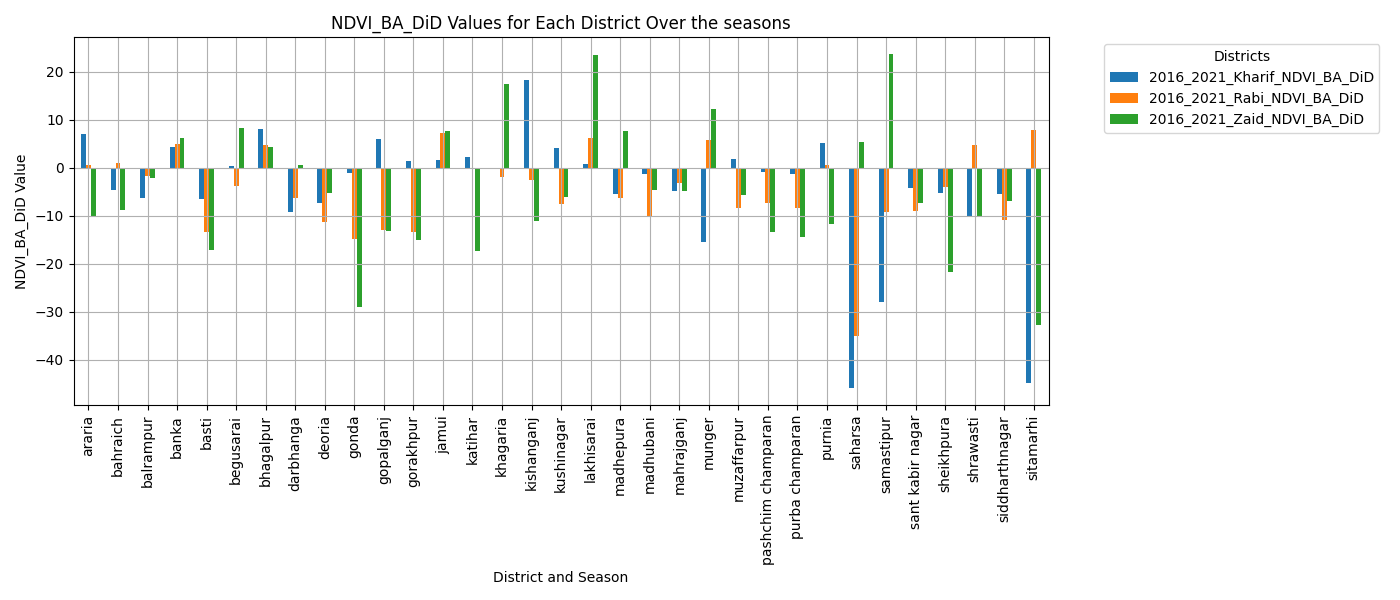 NDVI_BA_DiD Values for Each District Over the seasons
Districts
2016_2021_Kharif_NDVI_BA_DiD
2016_2021_Rabi_NDVI_BA_DiD
2016_2021_Zaid_NDVI_BA_DiD
NDVI_BA_DiD Value
20
10
0
−10
−20
−30
−40
araria
bahraich
balrampur
banka
basti
begusarai
bhagalpur
darbhanga
deoria
gonda
gopalganj
gorakhpur
jamui
katihar
khagaria
kishanganj
kushinagar
lakhisarai
madhepura
madhubani
mahrajganj
munger
muzaffarpur
pashchim champaran
purba champaran
purnia
saharsa
samastipur
sant kabir nagar
sheikhpura
shrawasti
siddharthnagar
sitamarhi
District and Season